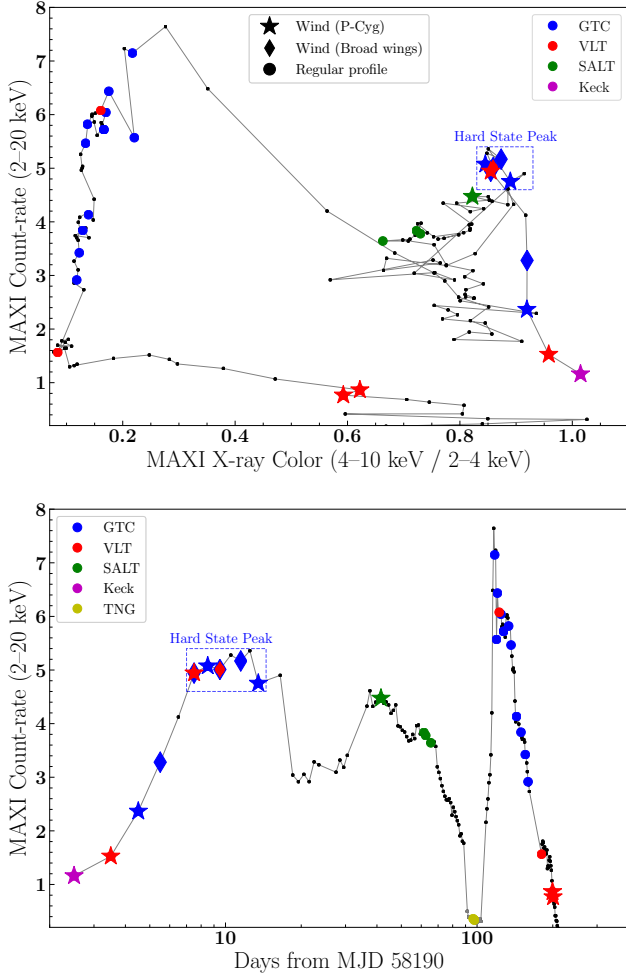 8
7
6
5
4
3
2
1
MAXI Count-rate (2–20 keV)
Wind (P-Cyg)
Wind (Broad wings)
Regular profile
GTC
VLT
SALT
Keck
Hard State Peak
0.2 0.4 0.6 0.8 1.0
MAXI X-ray Color (4–10 keV / 2–4 keV)
8
7
6
5
4
3
2
1
MAXI Count-rate (2–20 keV)
GTC
VLT
SALT
Keck
TNG
Hard State Peak
10 100
Days from MJD 58190